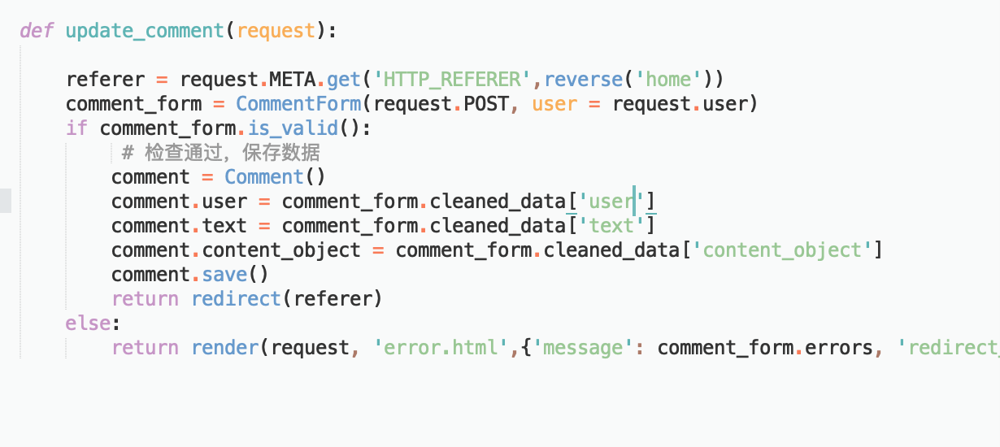 def update_comment(request):
referer = request.META.get('HTTP_REFERER',reverse('home'))
comment_form = CommentForm(request.POST, user = request.user)
if comment_form.is_valid():
# 检查通过，保存数据
comment = Comment()
comment.user = comment_form.cleaned_data['user']
comment.text = comment_form.cleaned_data['text']
comment.content_object = comment_form.cleaned_data['content_object']
comment.save()
return redirect(referer)
else:
return render(request, 'error.html',{'message': comment_form.errors, 'redirect_